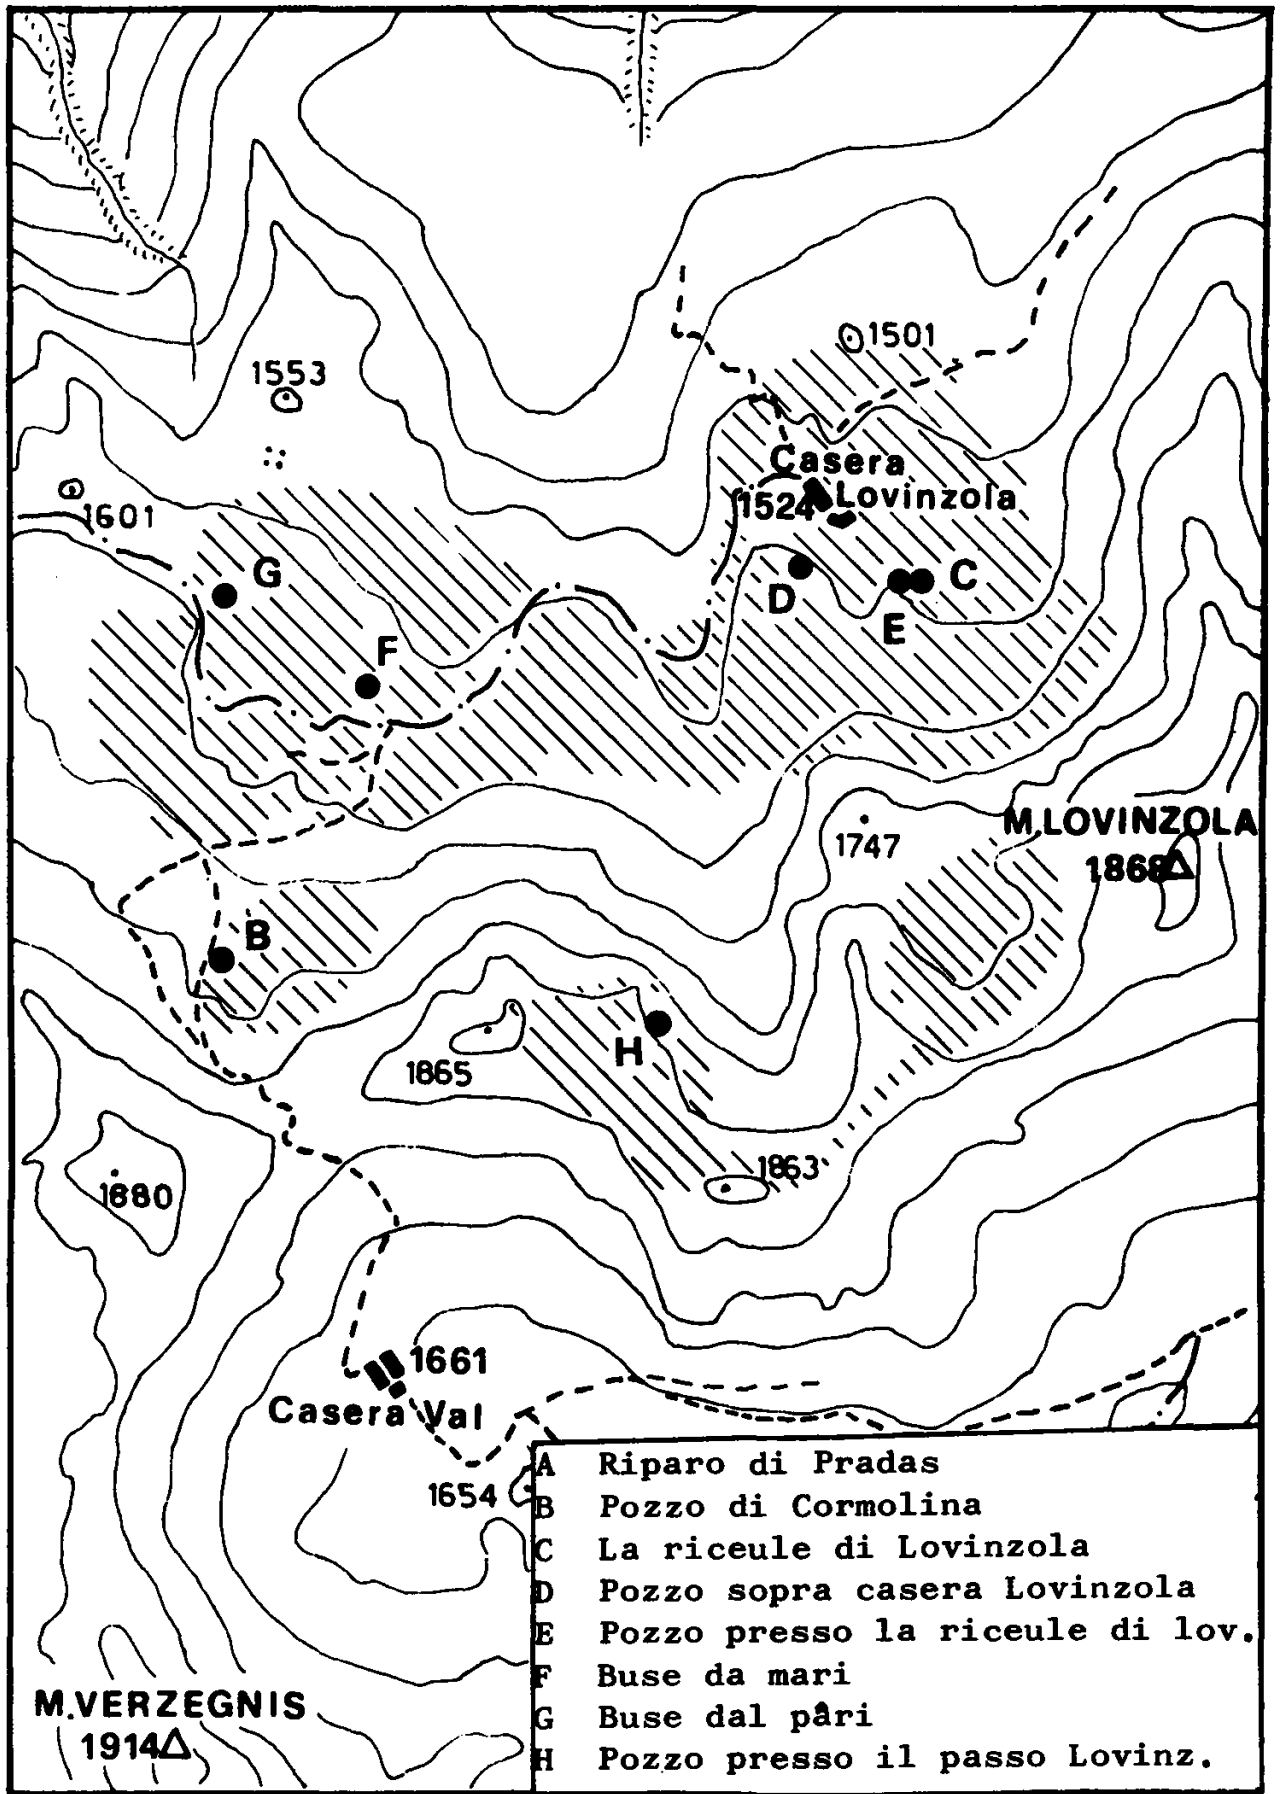 1501
1553
Casera
1524 Lovinzola
1601
G
D
E
C
F
M.LOVINZOLA
1868
1747
B
H
1865
1863
1880
1661
Casera Val
1654
A Riparo di Pradas
B Pozzo di Cormolina
C La riceule di Lovinzola
D Pozzo sopra casera Lovinzola
E Pozzo presso la riceule di lov.
F Buse da mari
G Buse dal pâri
H Pozzo presso il passo Lovinz.
M.VERZEGNIS
1914